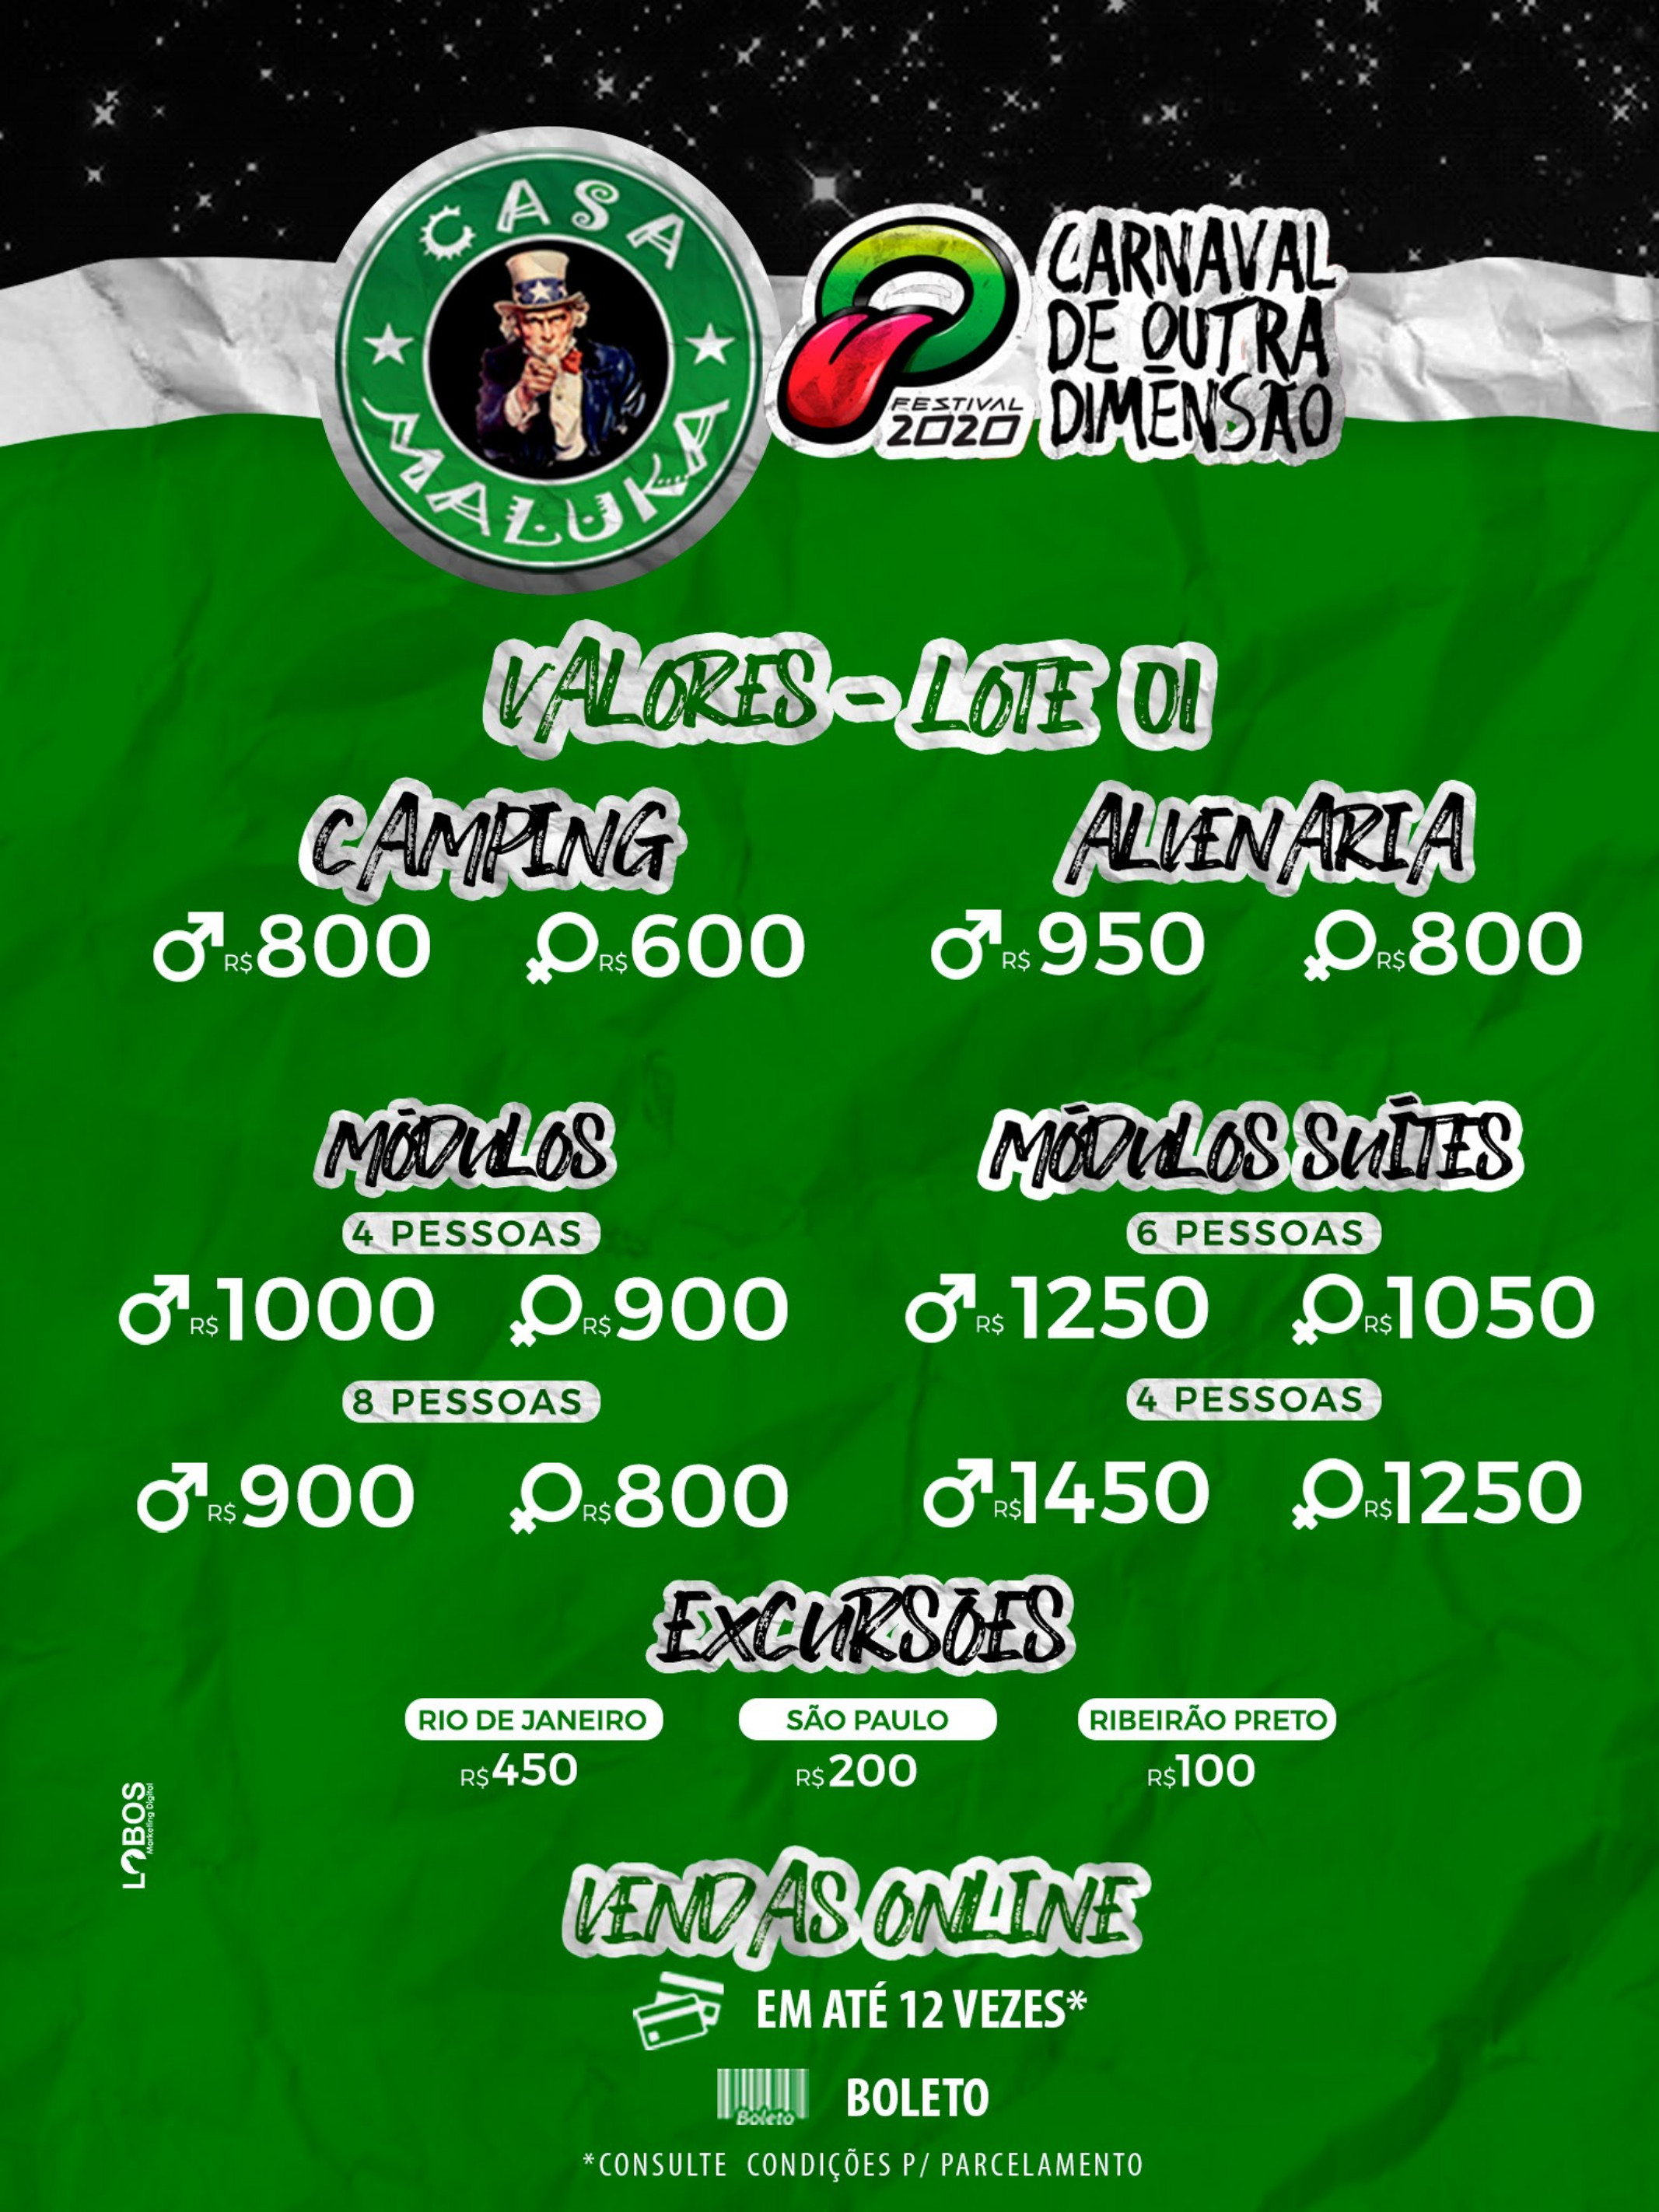 CASA
MALUKA
FESTIVAL
2020
CARNAVAL
DE OUTRA
DIMENSÃO
VALORES - LOTE 01
CAMPING
ALVENARIA
♂R$800 ♀R$600
♂R$950 ♀R$800
MÓDULOS
MÓDULOS SUÍTES
4 PESSOAS
6 PESSOAS
♂R$1000 ♀R$900
♂R$1250 ♀R$1050
8 PESSOAS
4 PESSOAS
♂R$900 ♀R$800
♂R$1450 ♀R$1250
EXCURSÕES
RIO DE JANEIRO
SÃO PAULO
RIBEIRÃO PRETO
R$450
R$200
R$100
LOBOS
Marketing Digital
VENDAS ONLINE
EM ATÉ 12 VEZES*
Boleto
BOLETO
*CONSULTE CONDIÇÕES P/ PARCELAMENTO